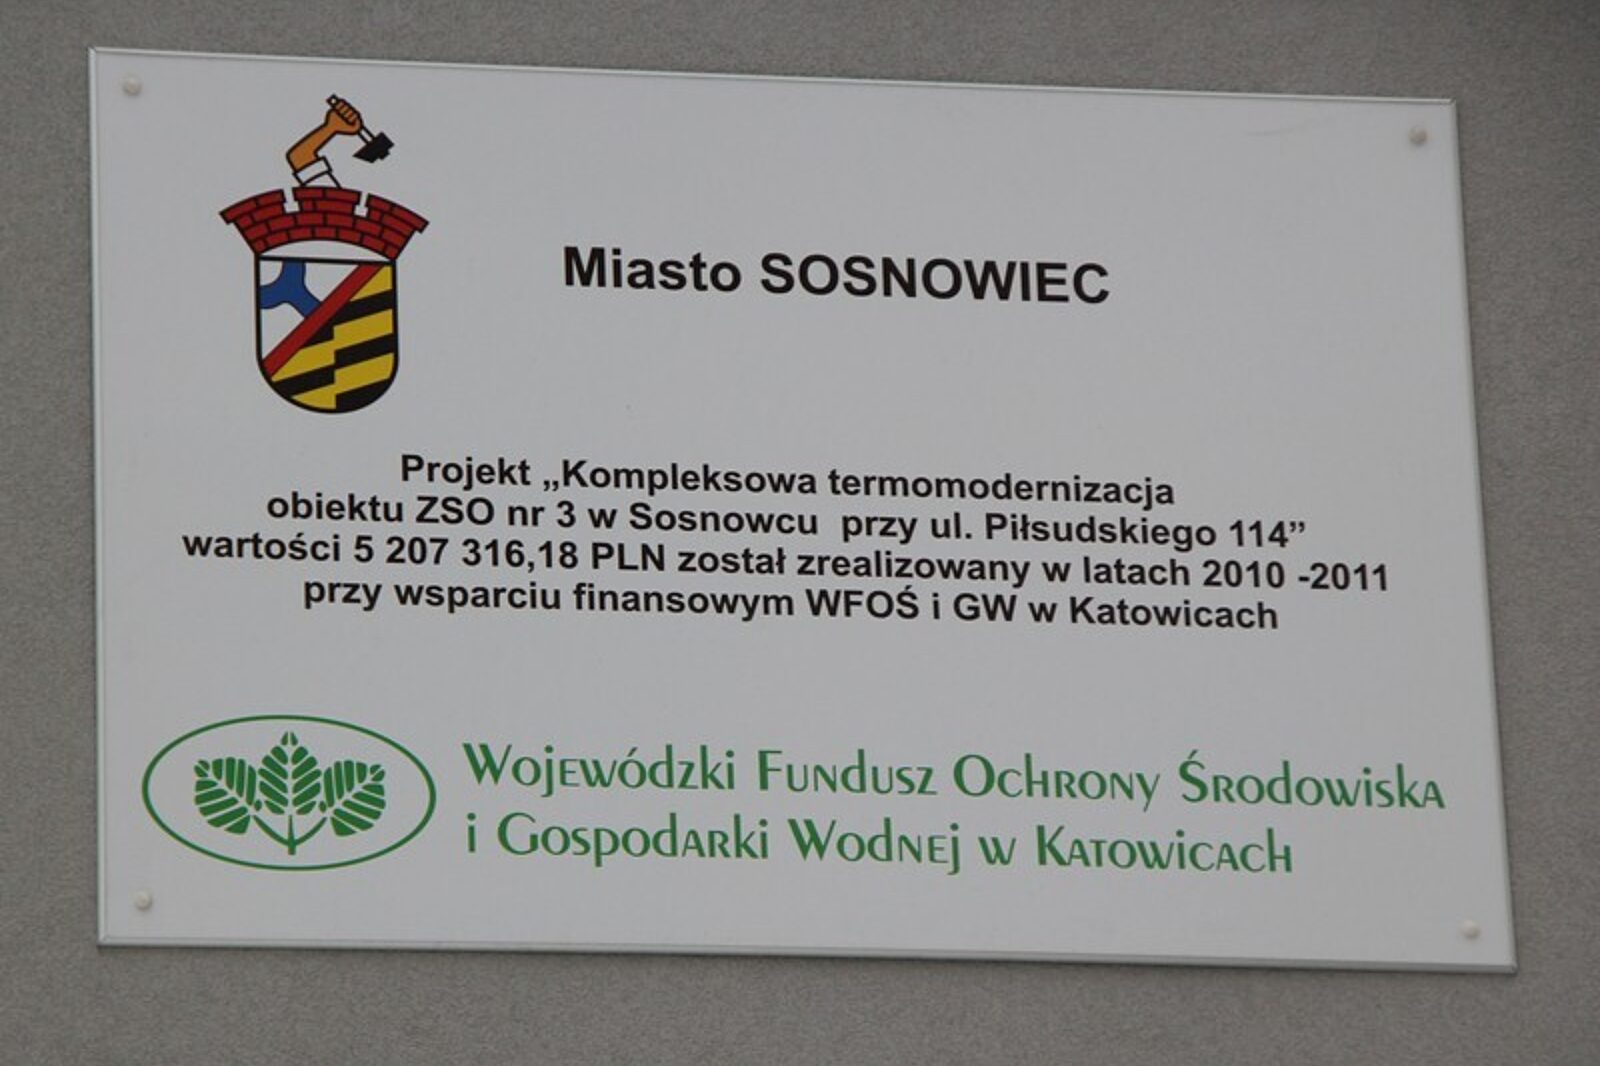 Miasto SOSNOWIEC
Projekt „Kompleksowa termomodernizacja
obiektu ZSO nr 3 w Sosnowcu przy ul. Piłsudskiego 114”
wartości 5 207 316,18 PLN został zrealizowany w latach 2010 -2011
przy wsparciu finansowym WFOŚ i GW w Katowicach
Wojewódzki Fundusz Ochrony Środowiska
i Gospodarki Wodnej w Katowicach